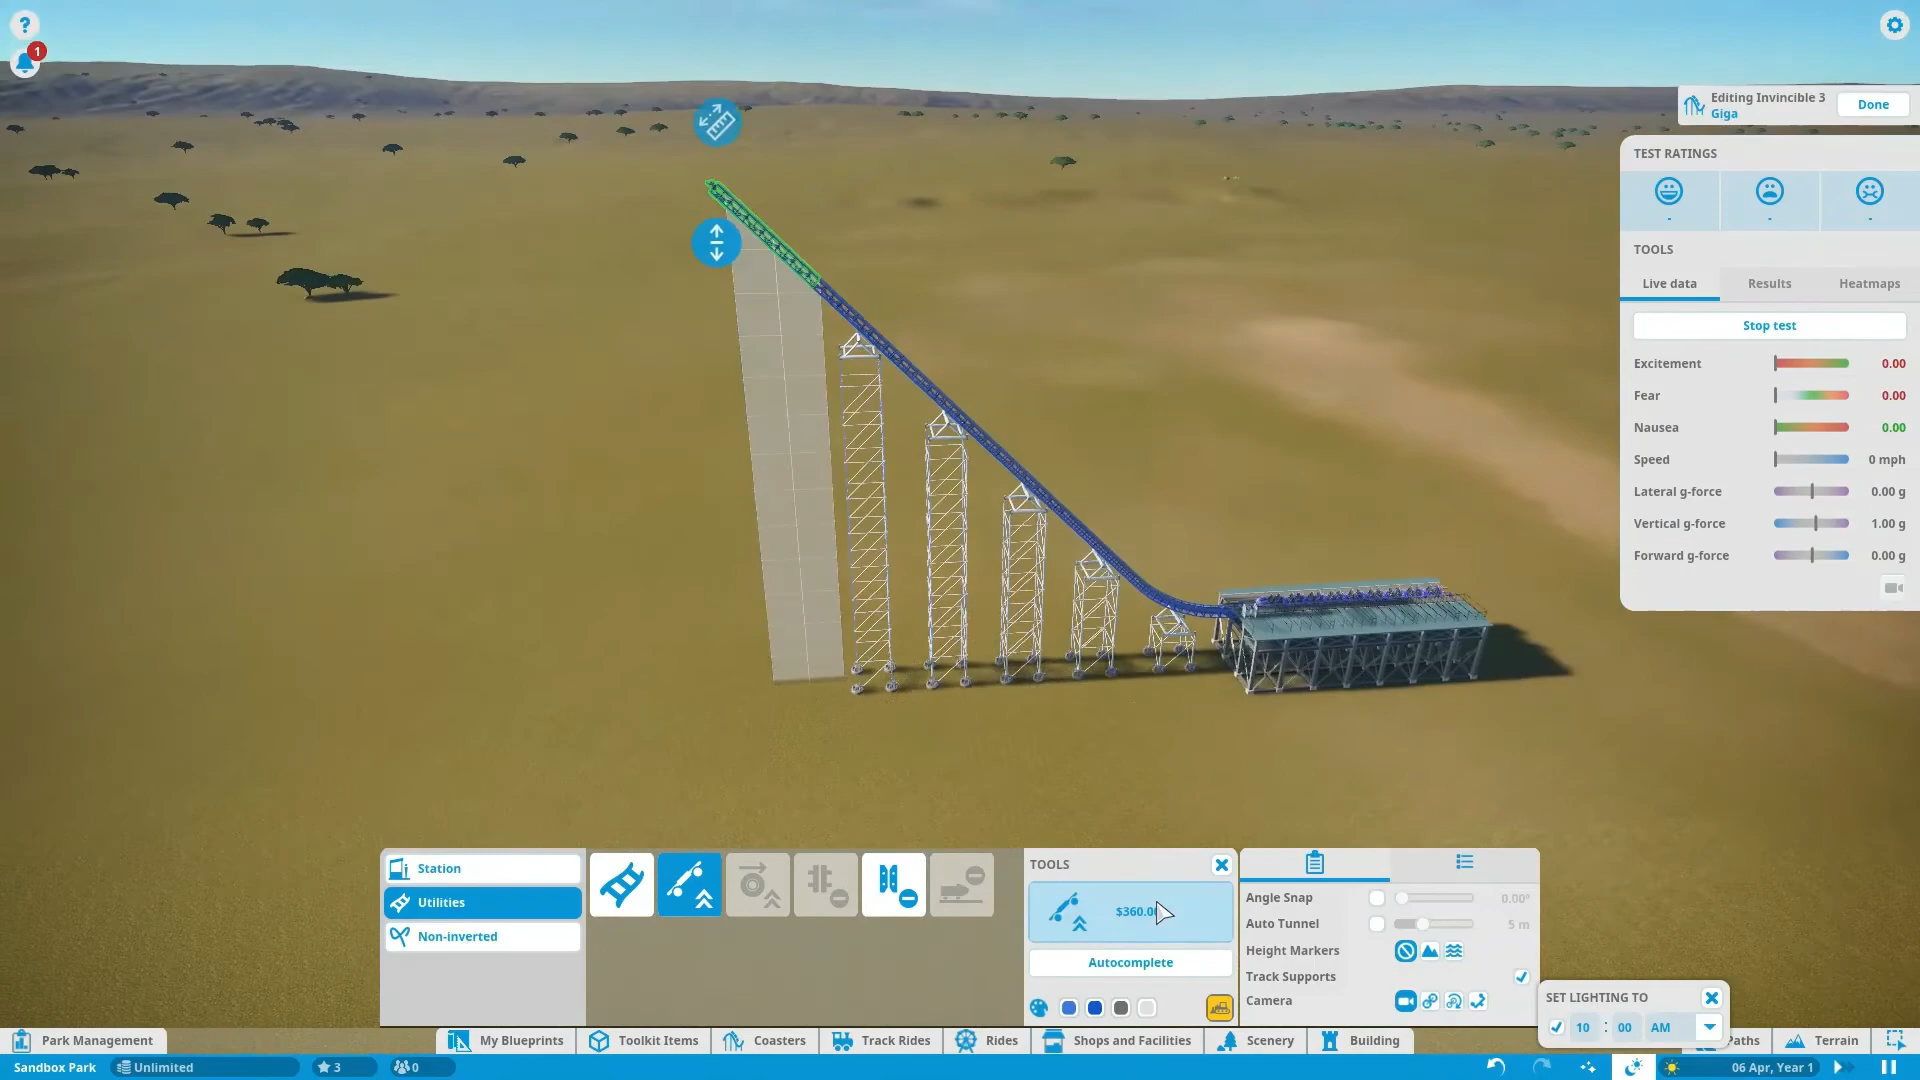 ?
1
Editing Invincible 3
Giga
Done
TEST RATINGS
- - -
TOOLS
Live data Results Heatmaps
Stop test
Excitement 0.00
Fear 0.00
Nausea 0.00
Speed 0 mph
Lateral g-force 0.00 g
Vertical g-force 1.00 g
Forward g-force 0.00 g
Station
Utilities
Non-inverted
TOOLS
$360.0
Autocomplete
Angle Snap 0.00°
Auto Tunnel 5 m
Height Markers
Track Supports
Camera
SET LIGHTING TO
10 : 00 AM
Park Management
My Blueprints
Toolkit Items
Coasters
Track Rides
Rides
Shops and Facilities
Scenery
Building
Paths
Terrain
Sandbox Park
Unlimited
3
0
06 Apr, Year 1